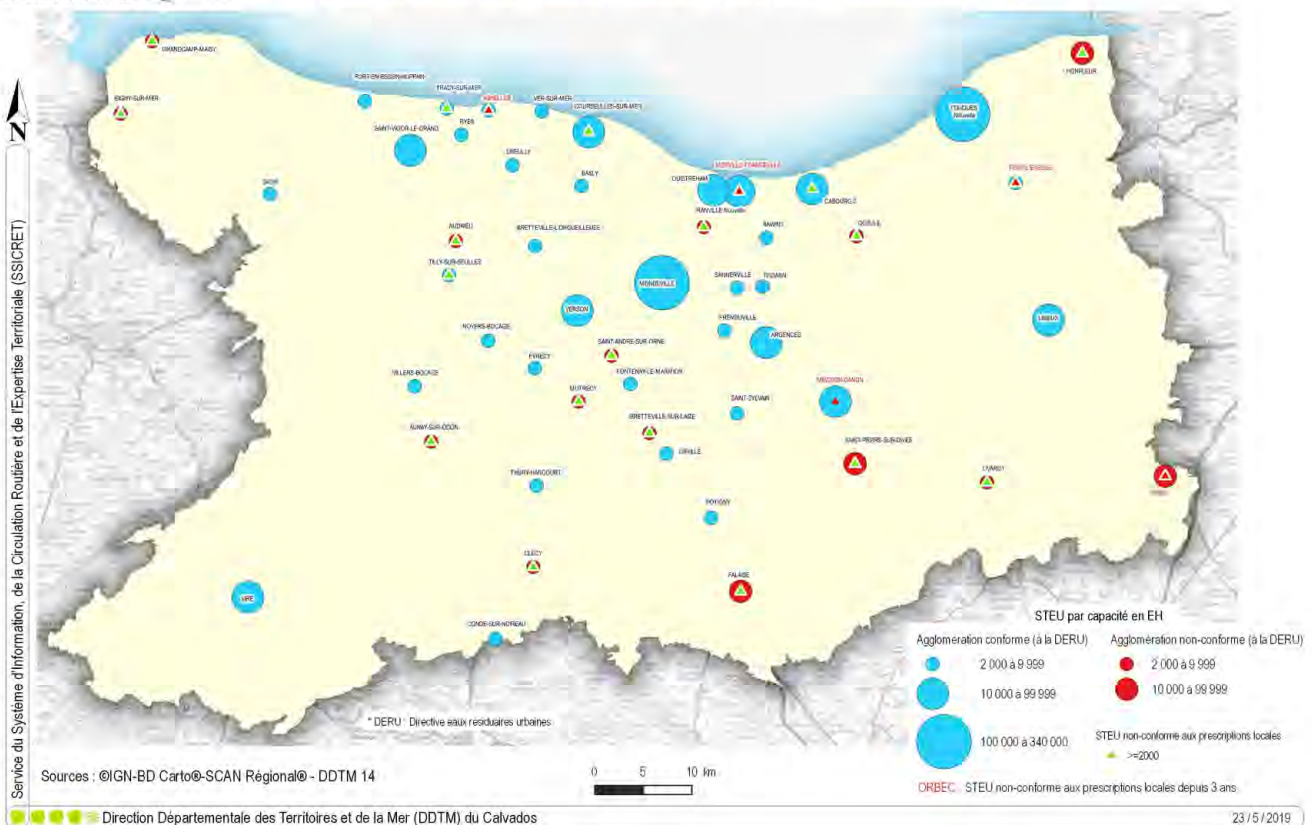 GRANDCAMP-MAISY
HONFLEUR
PORT-EN-BESSIN-HUPPAIN
ISIGNY-SUR-MER
TRACY-SUR-MER
VER-SUR-MER
COURSEULLES-SUR-MER
TOUQUES
Nouvelle
SAINT-VIGOR-LE-GRAND
RYES
CREULLY
BASLY
OUISTREHAM
MERVILLE-FRANCEVILLE
CABOURG
RANVILLE Nouvelle
AUDRIEU
BRETTEVILLE-L'ORGUEILLEUSE
TILLY-SUR-SEULLES
MONDEVILLE
SANNERVILLE
TROARN
VERSON
FRENOUVILLE
ARGENCES
LISIEUX
NOYERS-BOCAGE
SAINT-ANDRE-SUR-ORNE
EVRECY
FONTENAY-LE-MARMION
VILLERS-BOCAGE
MUTRECY
MEZIDON-CANON
SAINT-SYLVAIN
BRETTEVILLE-SUR-LAIZE
AUNAY-SUR-ODON
SAINT-PIERRE-SUR-DIVES
THURY-HARCOURT
LIVAROT
POTIGNY
CLECY
FALAISE
VIRE
CONDE-SUR-NOIREAU
N
Service du Système d'Information, de la Circulation Routière et de l'Expertise Territoriale (SSICRET)
STEU par capacité en EH
Agglomération conforme (à la DERU)
2 000 à 9 999
10 000 à 99 999
100 000 à 340 000
Agglomération non-conforme (à la DERU)
2 000 à 9 999
10 000 à 99 999
STEU non-conforme aux prescriptions locales
>=2000
ORBEC STEU non-conforme aux prescriptions locales depuis 3 ans
* DERU : Directive eaux résiduaires urbaines
Sources : ©IGN-BD Carto®-SCAN Régional® - DDTM 14
0 5 10 km
Direction Départementale des Territoires et de la Mer (DDTM) du Calvados
23 / 5 / 2019